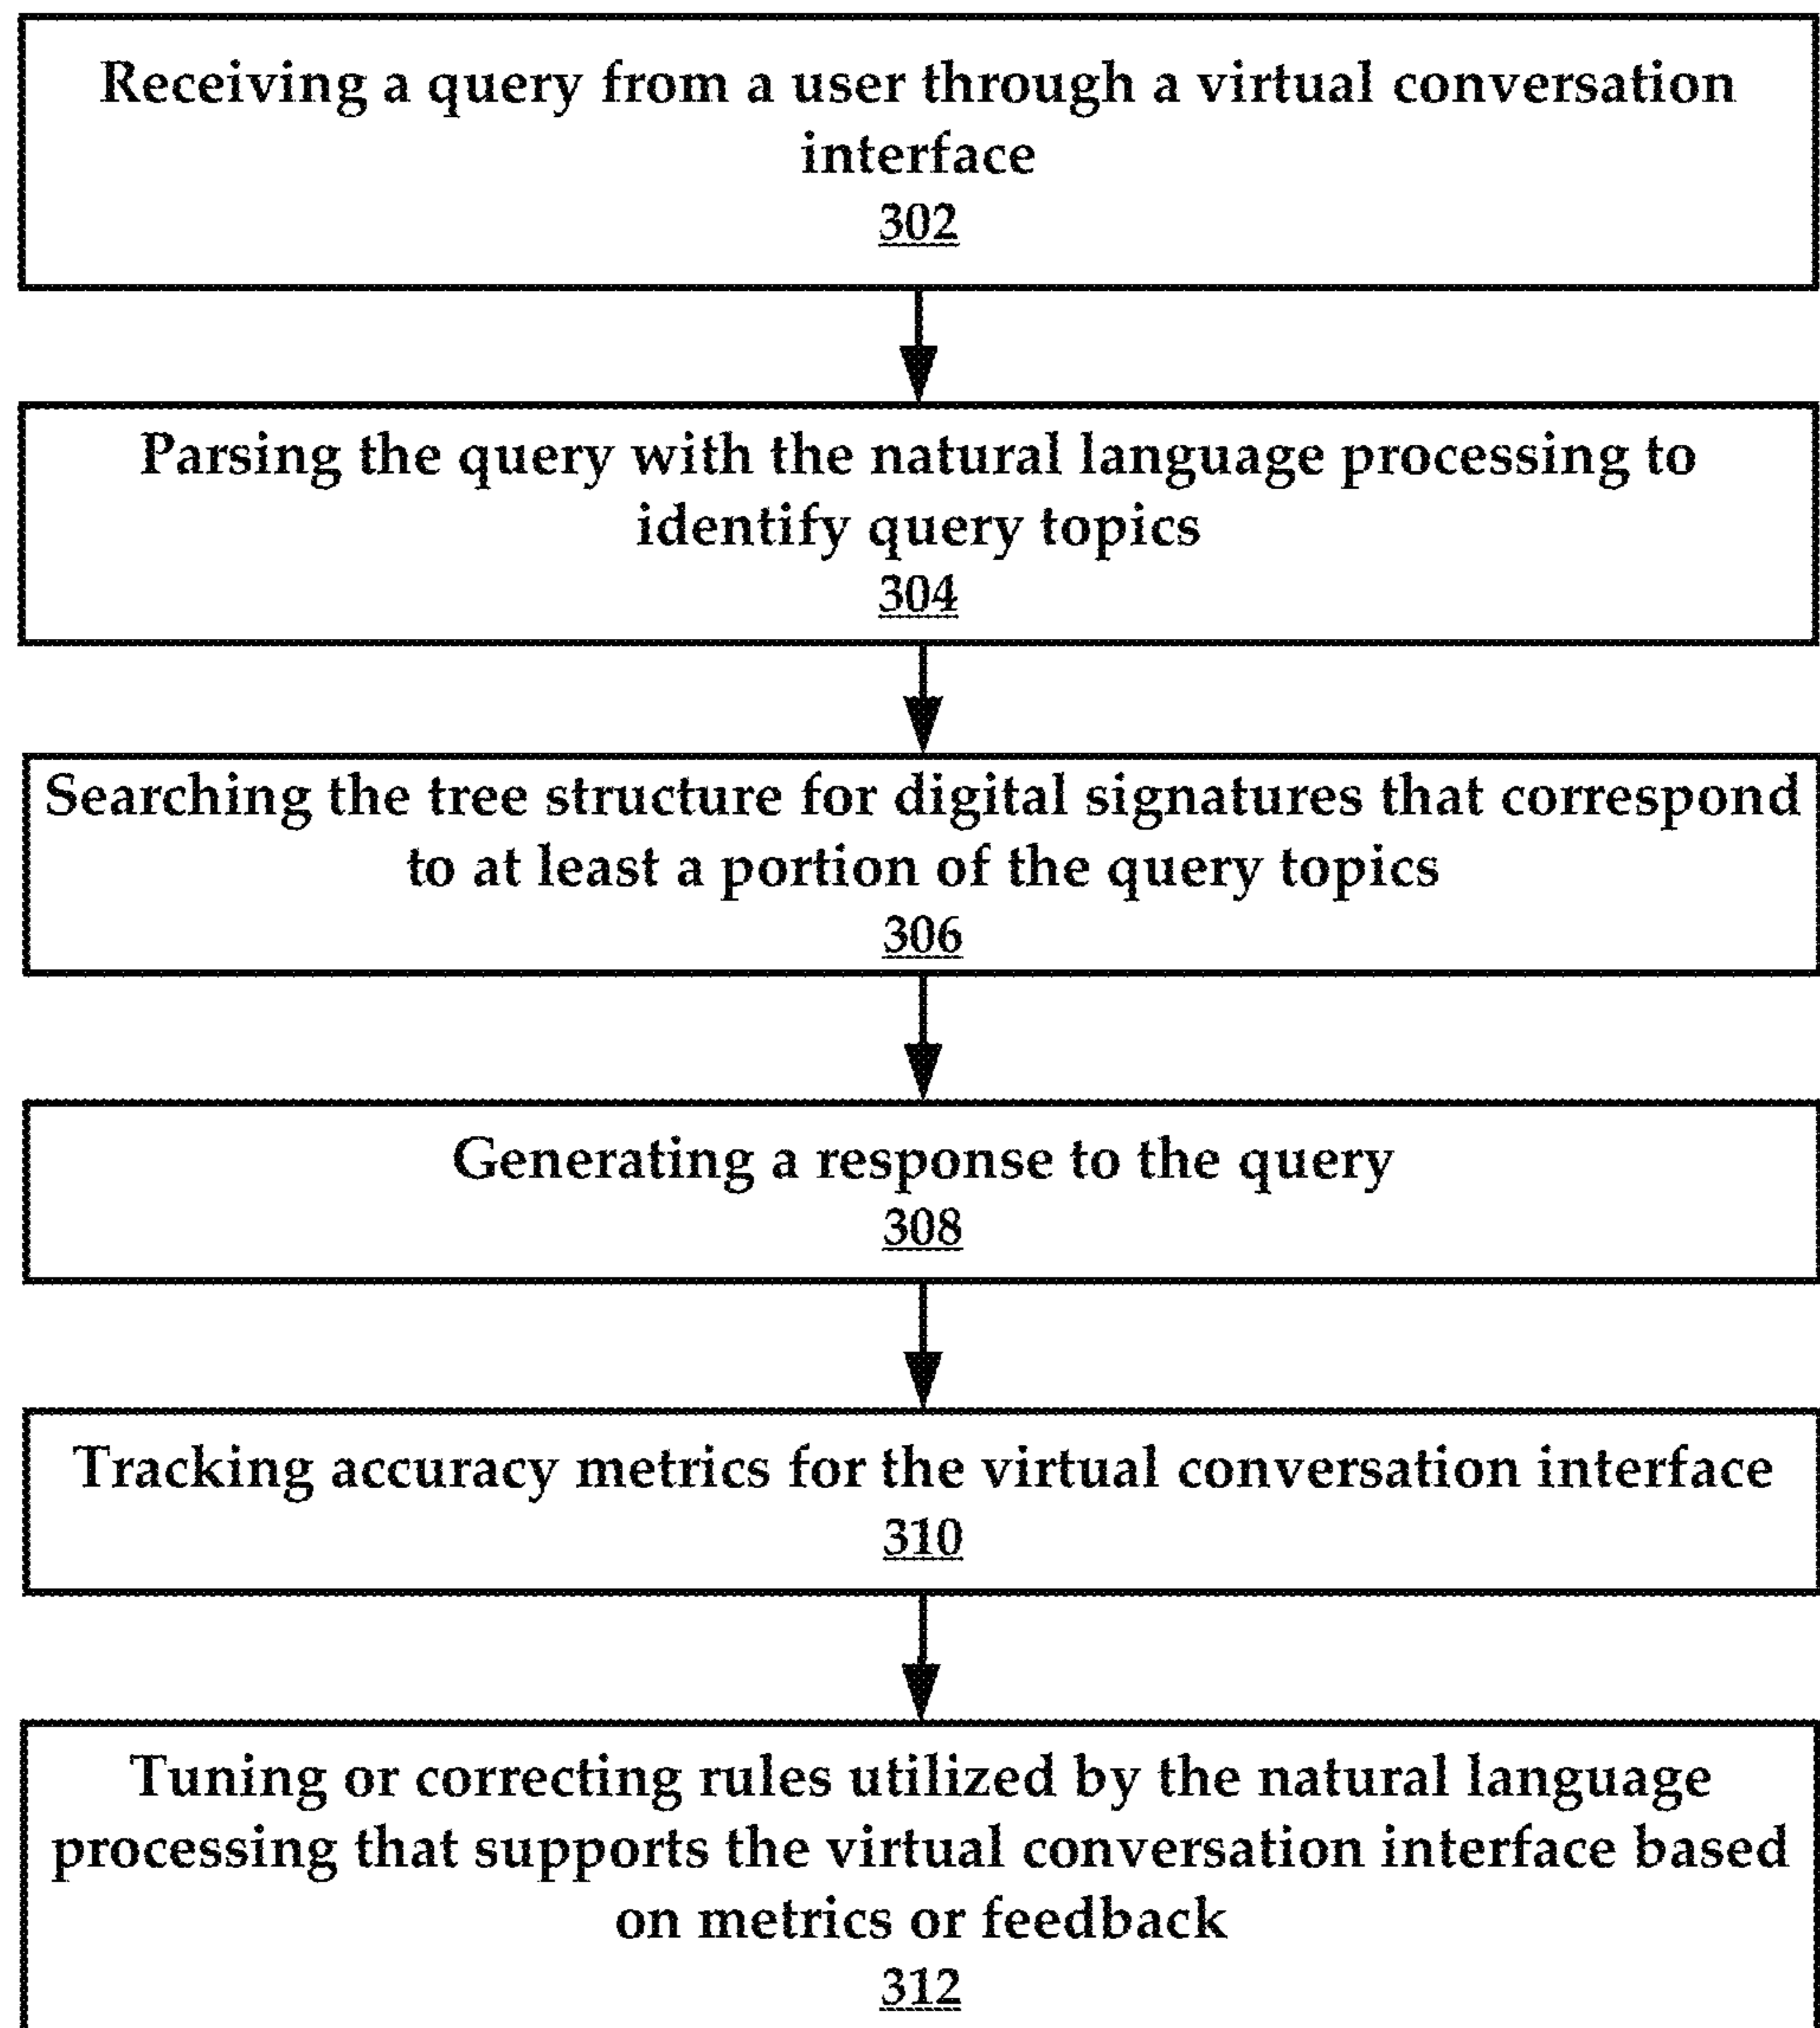 Receiving a query from a user through a virtual conversation
interface
302
Parsing the query with the natural language processing to
identify query topics
304
Searching the tree structure for digital signatures that correspond
to at least a portion of the query topics
306
Generating a response to the query
308
Tracking accuracy metrics for the virtual conversation interface
310
Tuning or correcting rules utilized by the natural language
processing that supports the virtual conversation interface based
on metrics or feedback
312